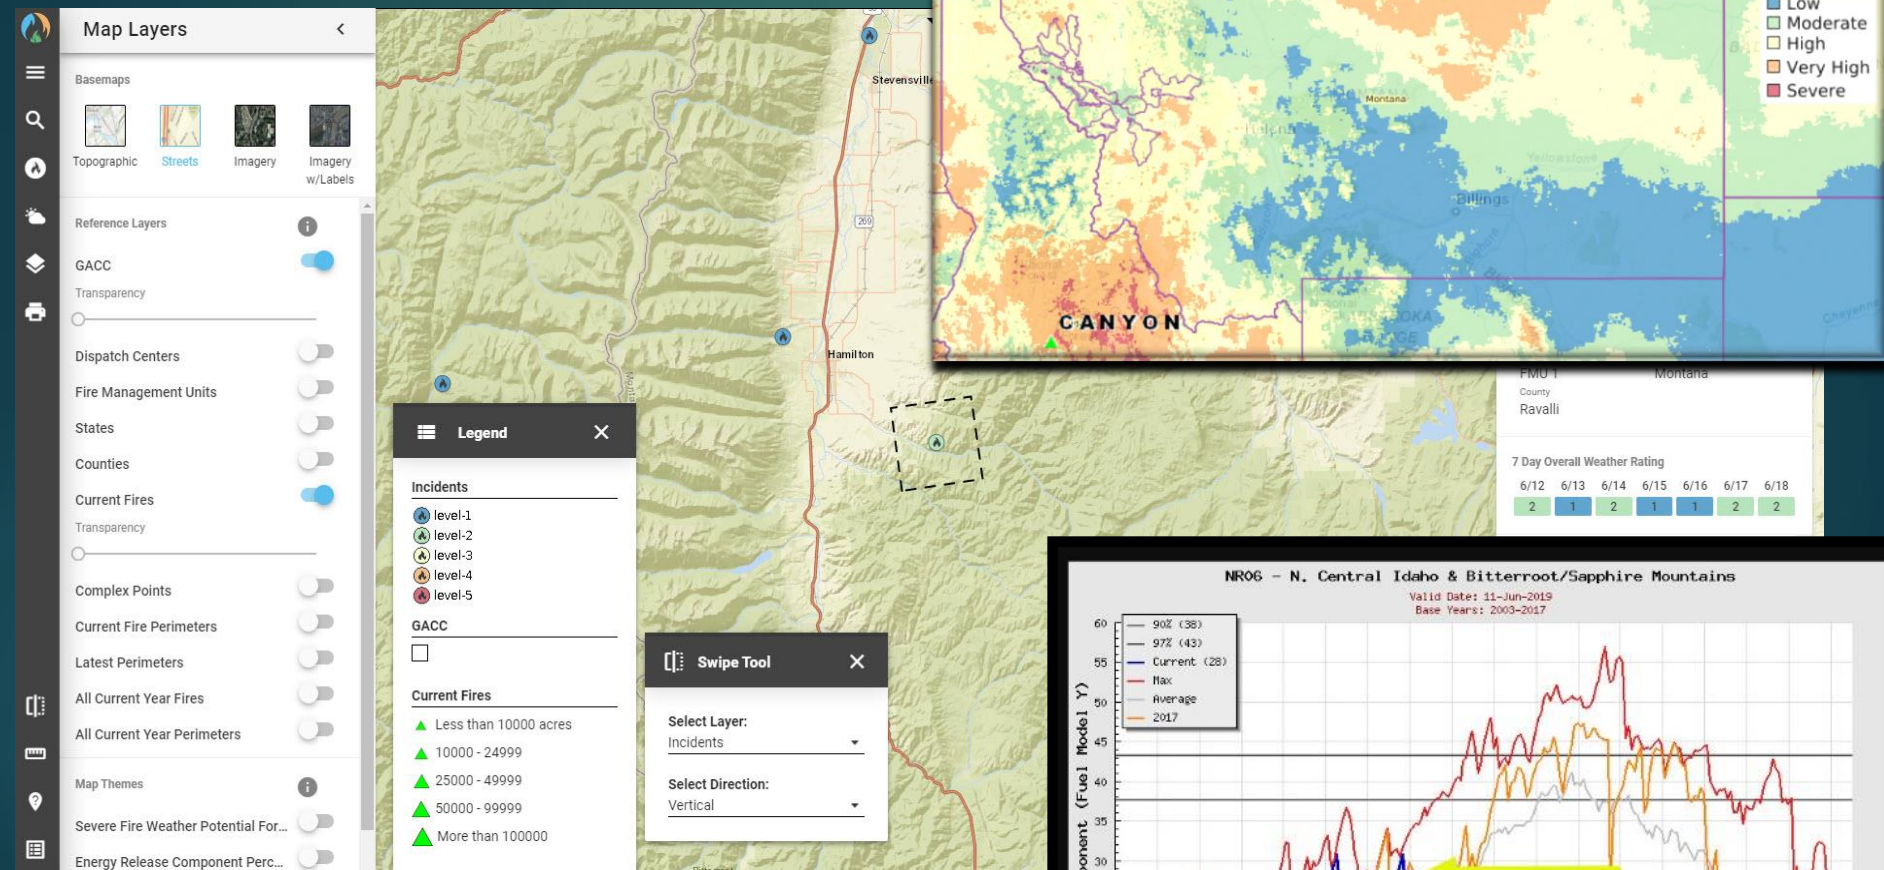 Map Layers
Basemaps
Topographic
Streets
Imagery
Imagery
w/Labels
Reference Layers
GACC
Transparency
Dispatch Centers
Fire Management Units
States
Counties
Current Fires
Transparency
Complex Points
Current Fire Perimeters
Latest Perimeters
All Current Year Fires
All Current Year Perimeters
Map Themes
Severe Fire Weather Potential For...
Energy Release Component Perc...
Stevensville
269
Hamilton
Legend
Incidents
level-1
level-2
level-3
level-4
level-5
GACC
Current Fires
Less than 10000 acres
10000 - 24999
25000 - 49999
50000 - 99999
More than 100000
Swipe Tool
Select Layer:
Incidents
Select Direction:
Vertical
Low
Moderate
High
Very High
Severe
Montana
Helena
Yellowstone
Billings
CANYON
Cheyenne
FMU 1 Montana
County
Ravalli
7 Day Overall Weather Rating
6/12 6/13 6/14 6/15 6/16 6/17 6/18
2 1 2 1 1 2 2
NR06 - N. Central Idaho & Bitterroot/Sapphire Mountains
Valid Date: 11-Jun-2019
Base Years: 2003-2017
90% (38)
97% (43)
Current (28)
Max
Average
2017
60
55
50
45
40
35
30
(Fuel Model Y)